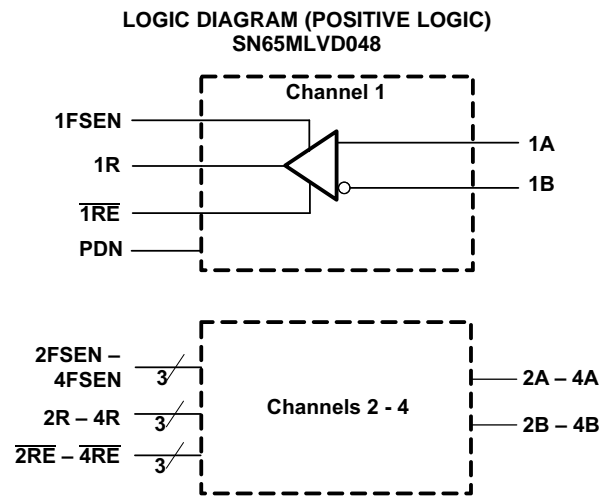 LOGIC DIAGRAM (POSITIVE LOGIC)
SN65MLVD048
Channel 1
1FSEN
1R
1A
1B
1RE
PDN
2FSEN –
4FSEN
3
2R – 4R
3
2RE – 4RE
3
Channels 2 - 4
2A – 4A
2B – 4B